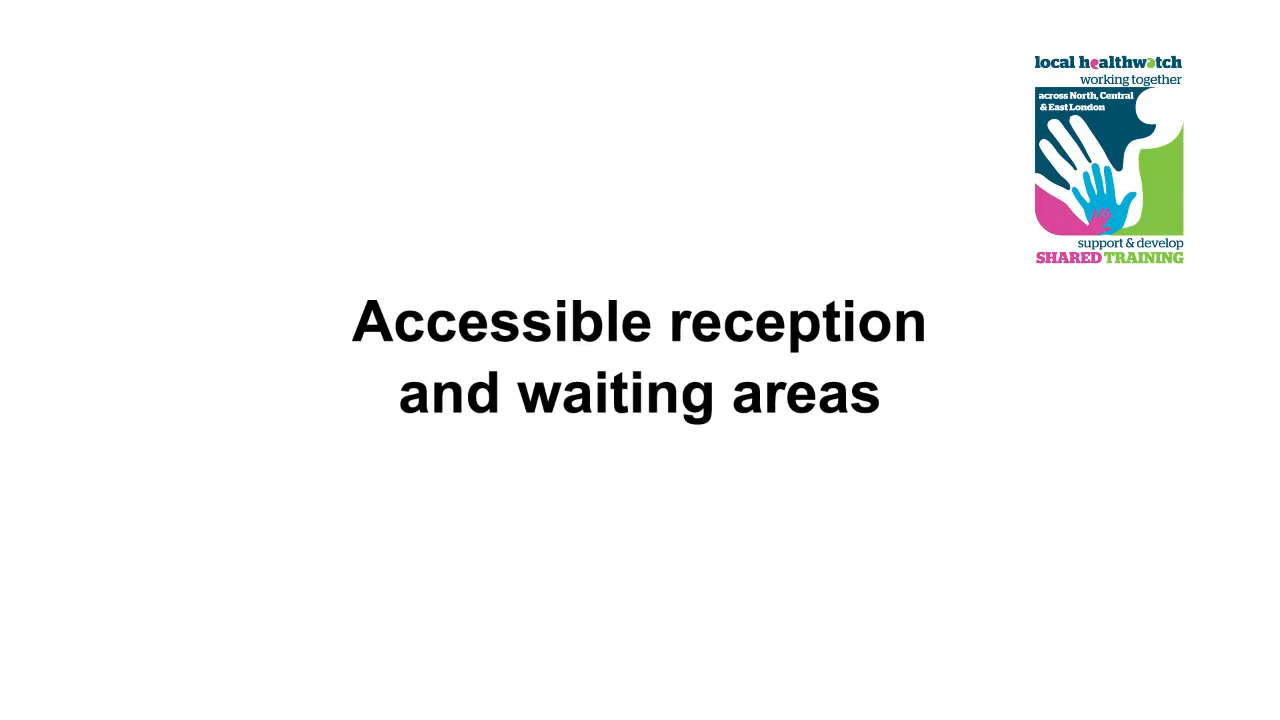 local healthwatch
working together
across North, Central
& East London
support & develop
SHARED TRAINING
Accessible reception
and waiting areas